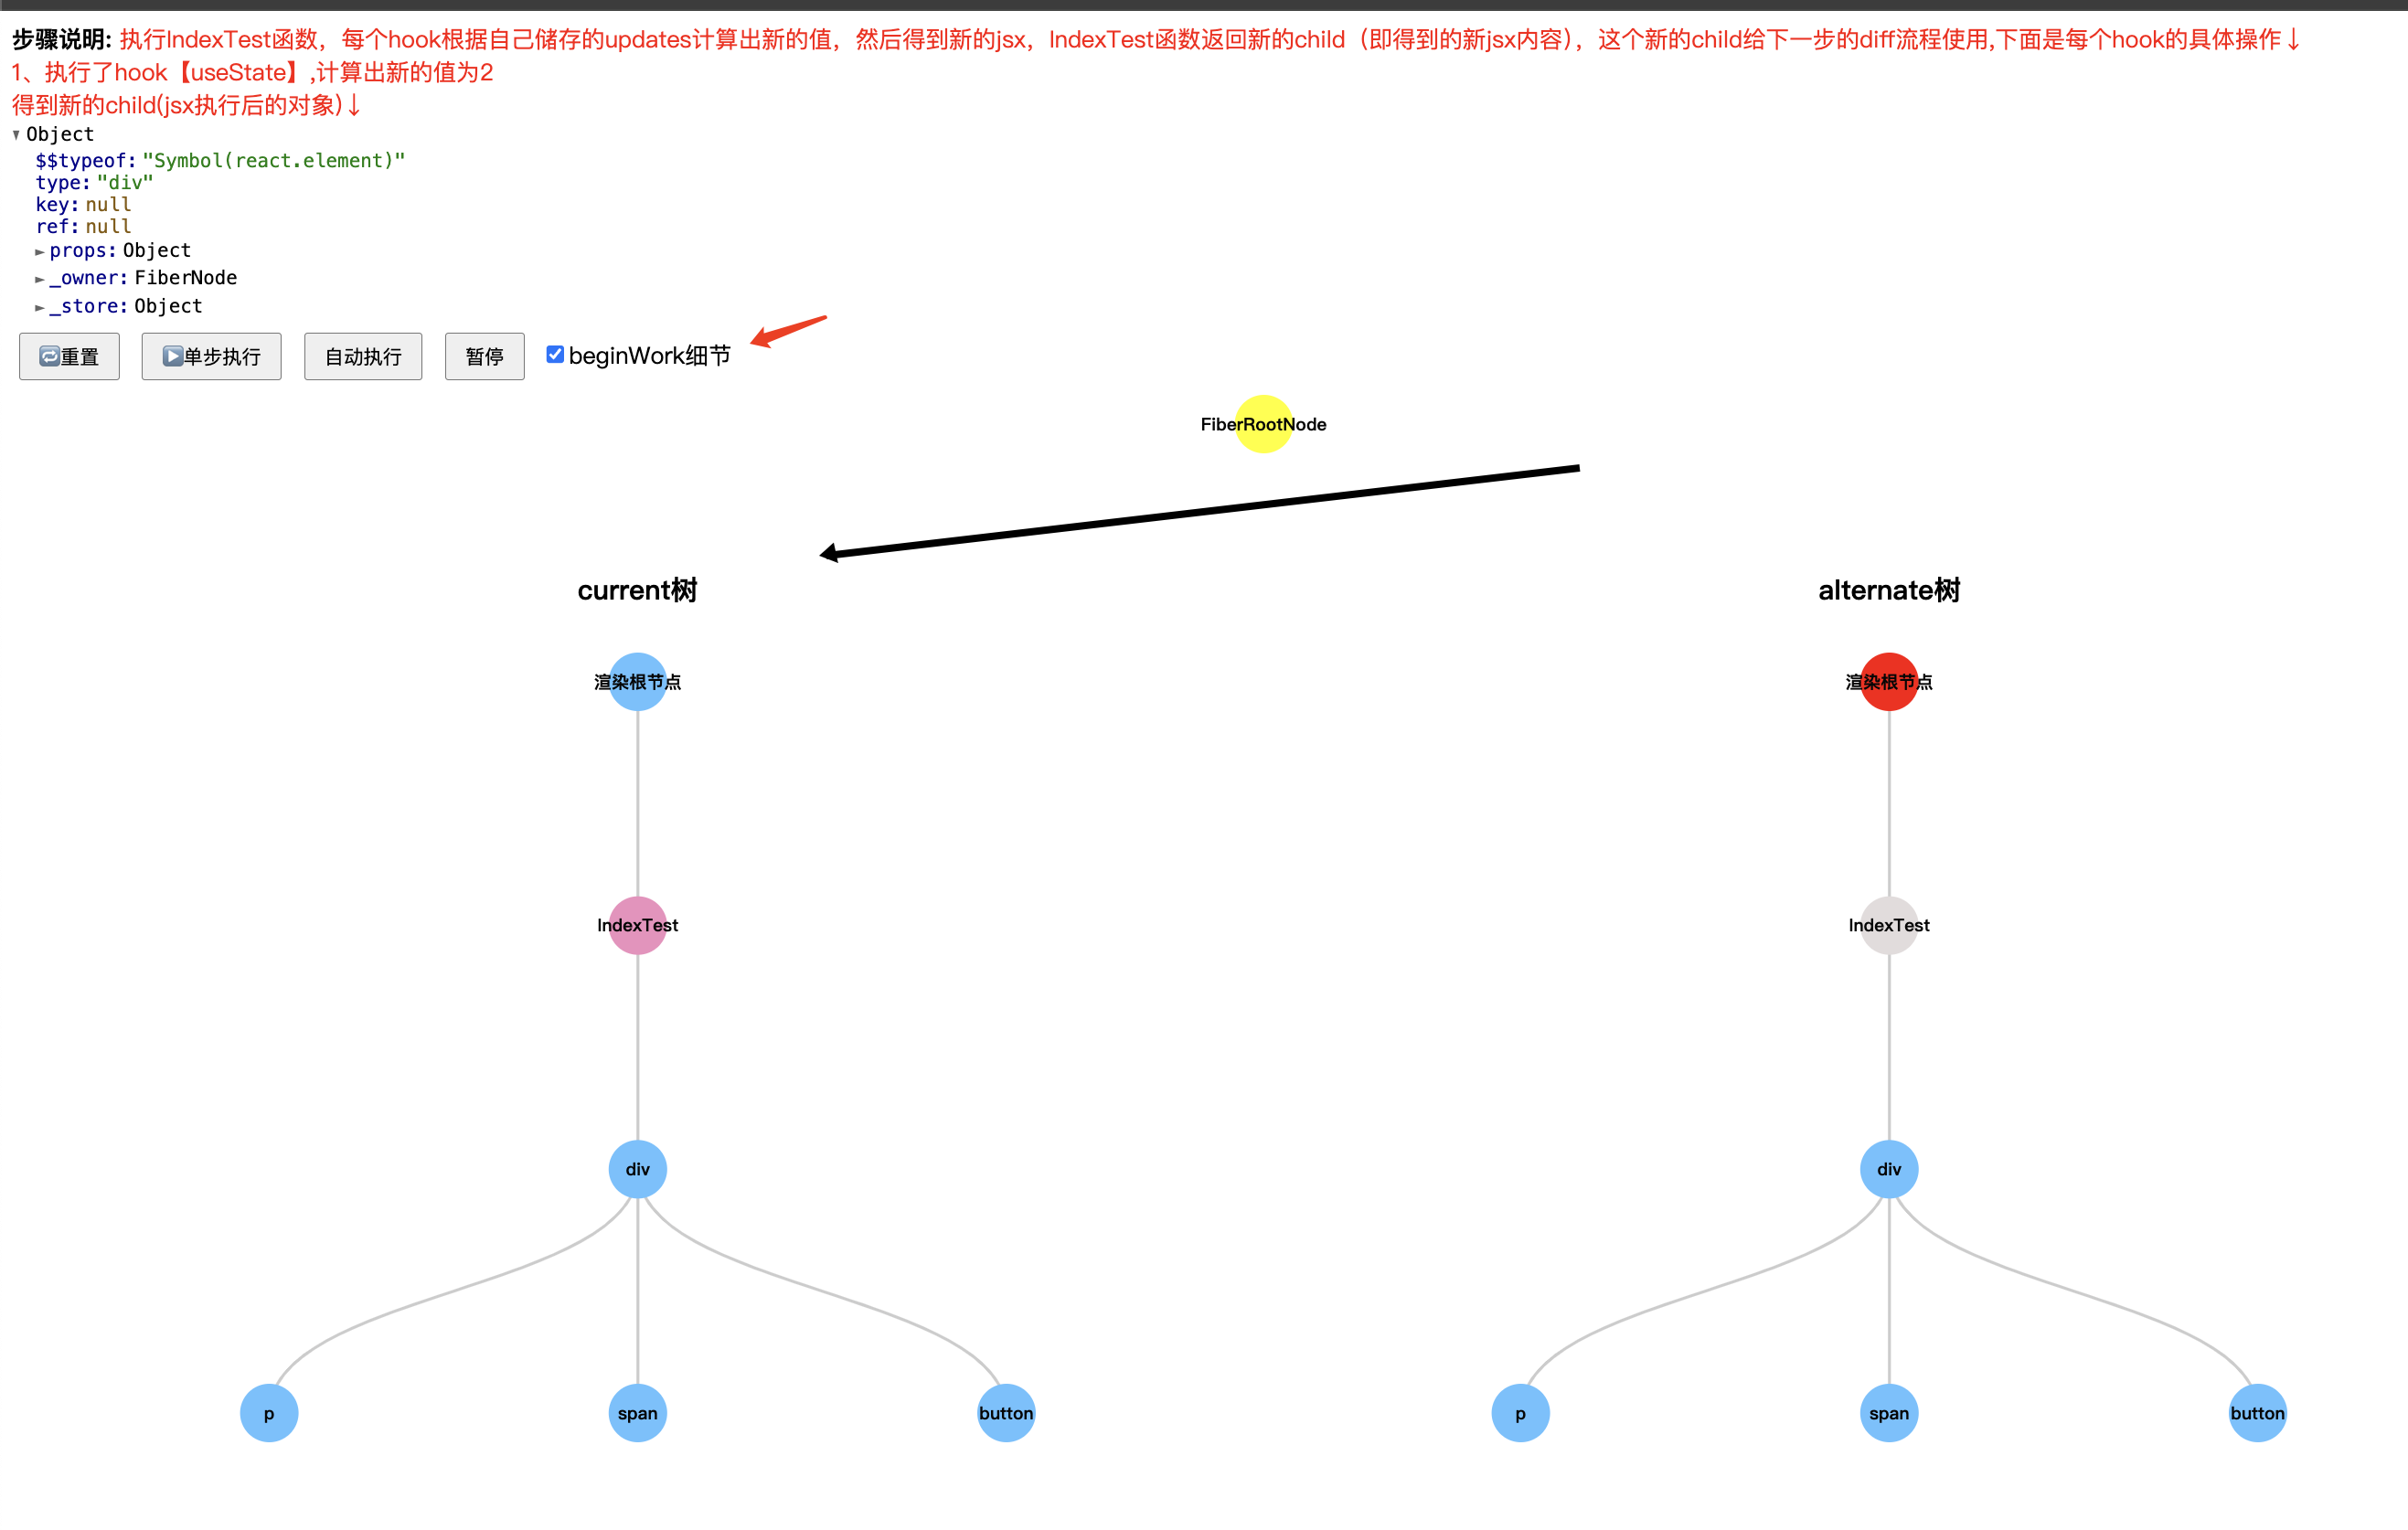 步骤说明: 执行IndexTest函数，每个hook根据自己储存的updates计算出新的值，然后得到新的jsx，IndexTest函数返回新的child（即得到的新jsx内容），这个新的child给下一步的diff流程使用,下面是每个hook的具体操作↓
1、执行了hook【useState】,计算出新的值为2
得到新的child(jsx执行后的对象)↓
▼Object
$$typeof: "Symbol(react.element)"
type: "div"
key: null
ref: null
►props: Object
►_owner: FiberNode
►_store: Object
🔁重置 ▶️单步执行 自动执行 暂停 beginWork细节
FiberRootNode
current树 alternate树
渲染根节点 渲染根节点
IndexTest IndexTest
div div
p span button p span button